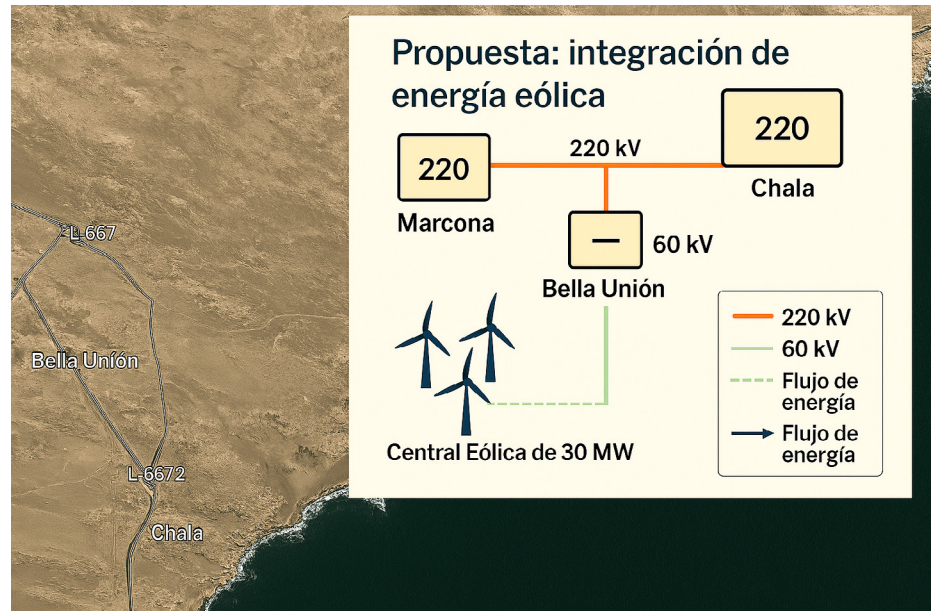 Propuesta: integración de
energía eólica
220
Marcona
220 kV
220
Chala
60 kV
Bella Unión
Central Eólica de 30 MW
220 kV
60 kV
Flujo de
energía
Flujo de
energía
L-667
Bella Uníón
L-6672
Chala